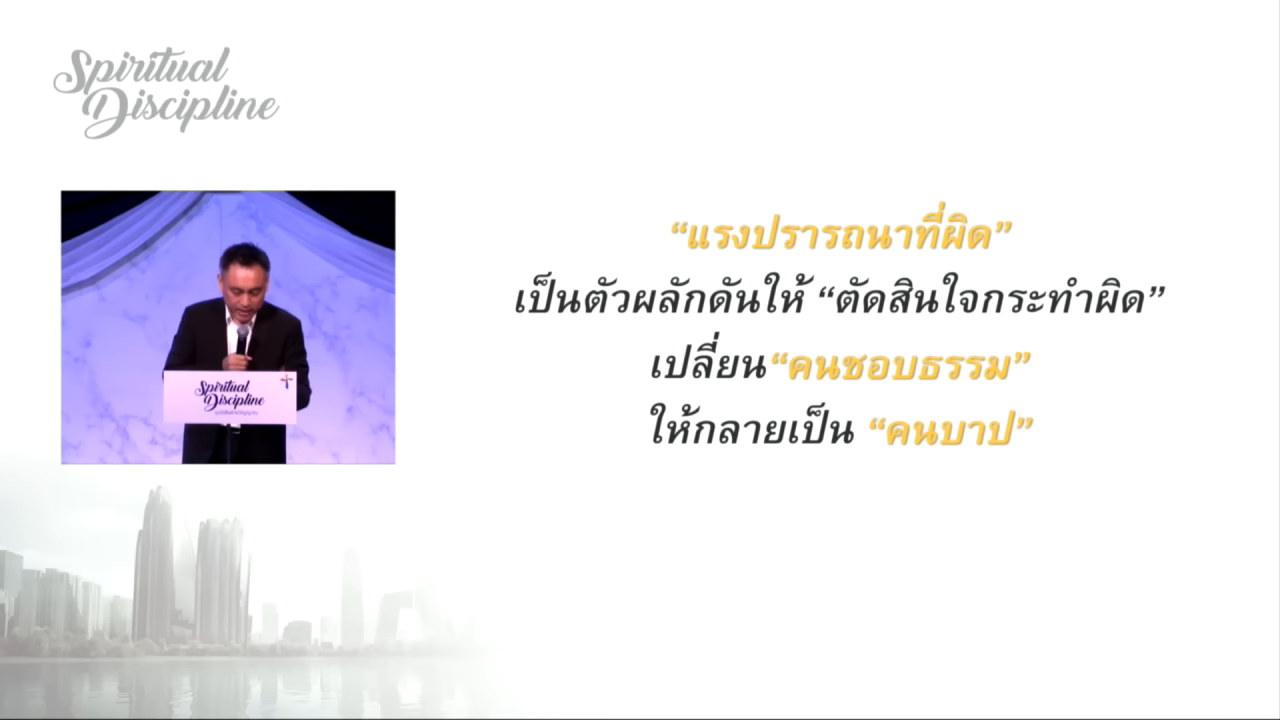 Spiritual
Discipline
Spiritual
Discipline
“แรงปรารถนาที่ผิด”
เป็นตัวผลักดันให้ “ตัดสินใจกระทำผิด”
เปลี่ยน“คนชอบธรรม”
ให้กลายเป็น “คนบาป”